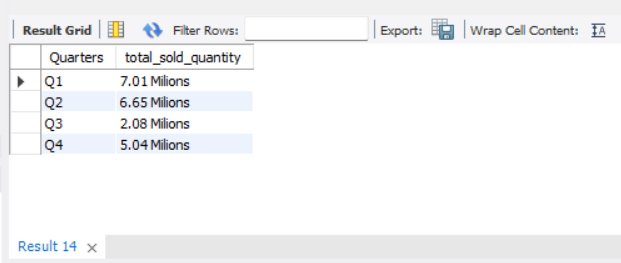 Result Grid Filter Rows: Export: Wrap Cell Content: IA
Quarters total_sold_quantity
Q1 7.01 Milions
Q2 6.65 Milions
Q3 2.08 Milions
Q4 5.04 Milions
Result 14 ×